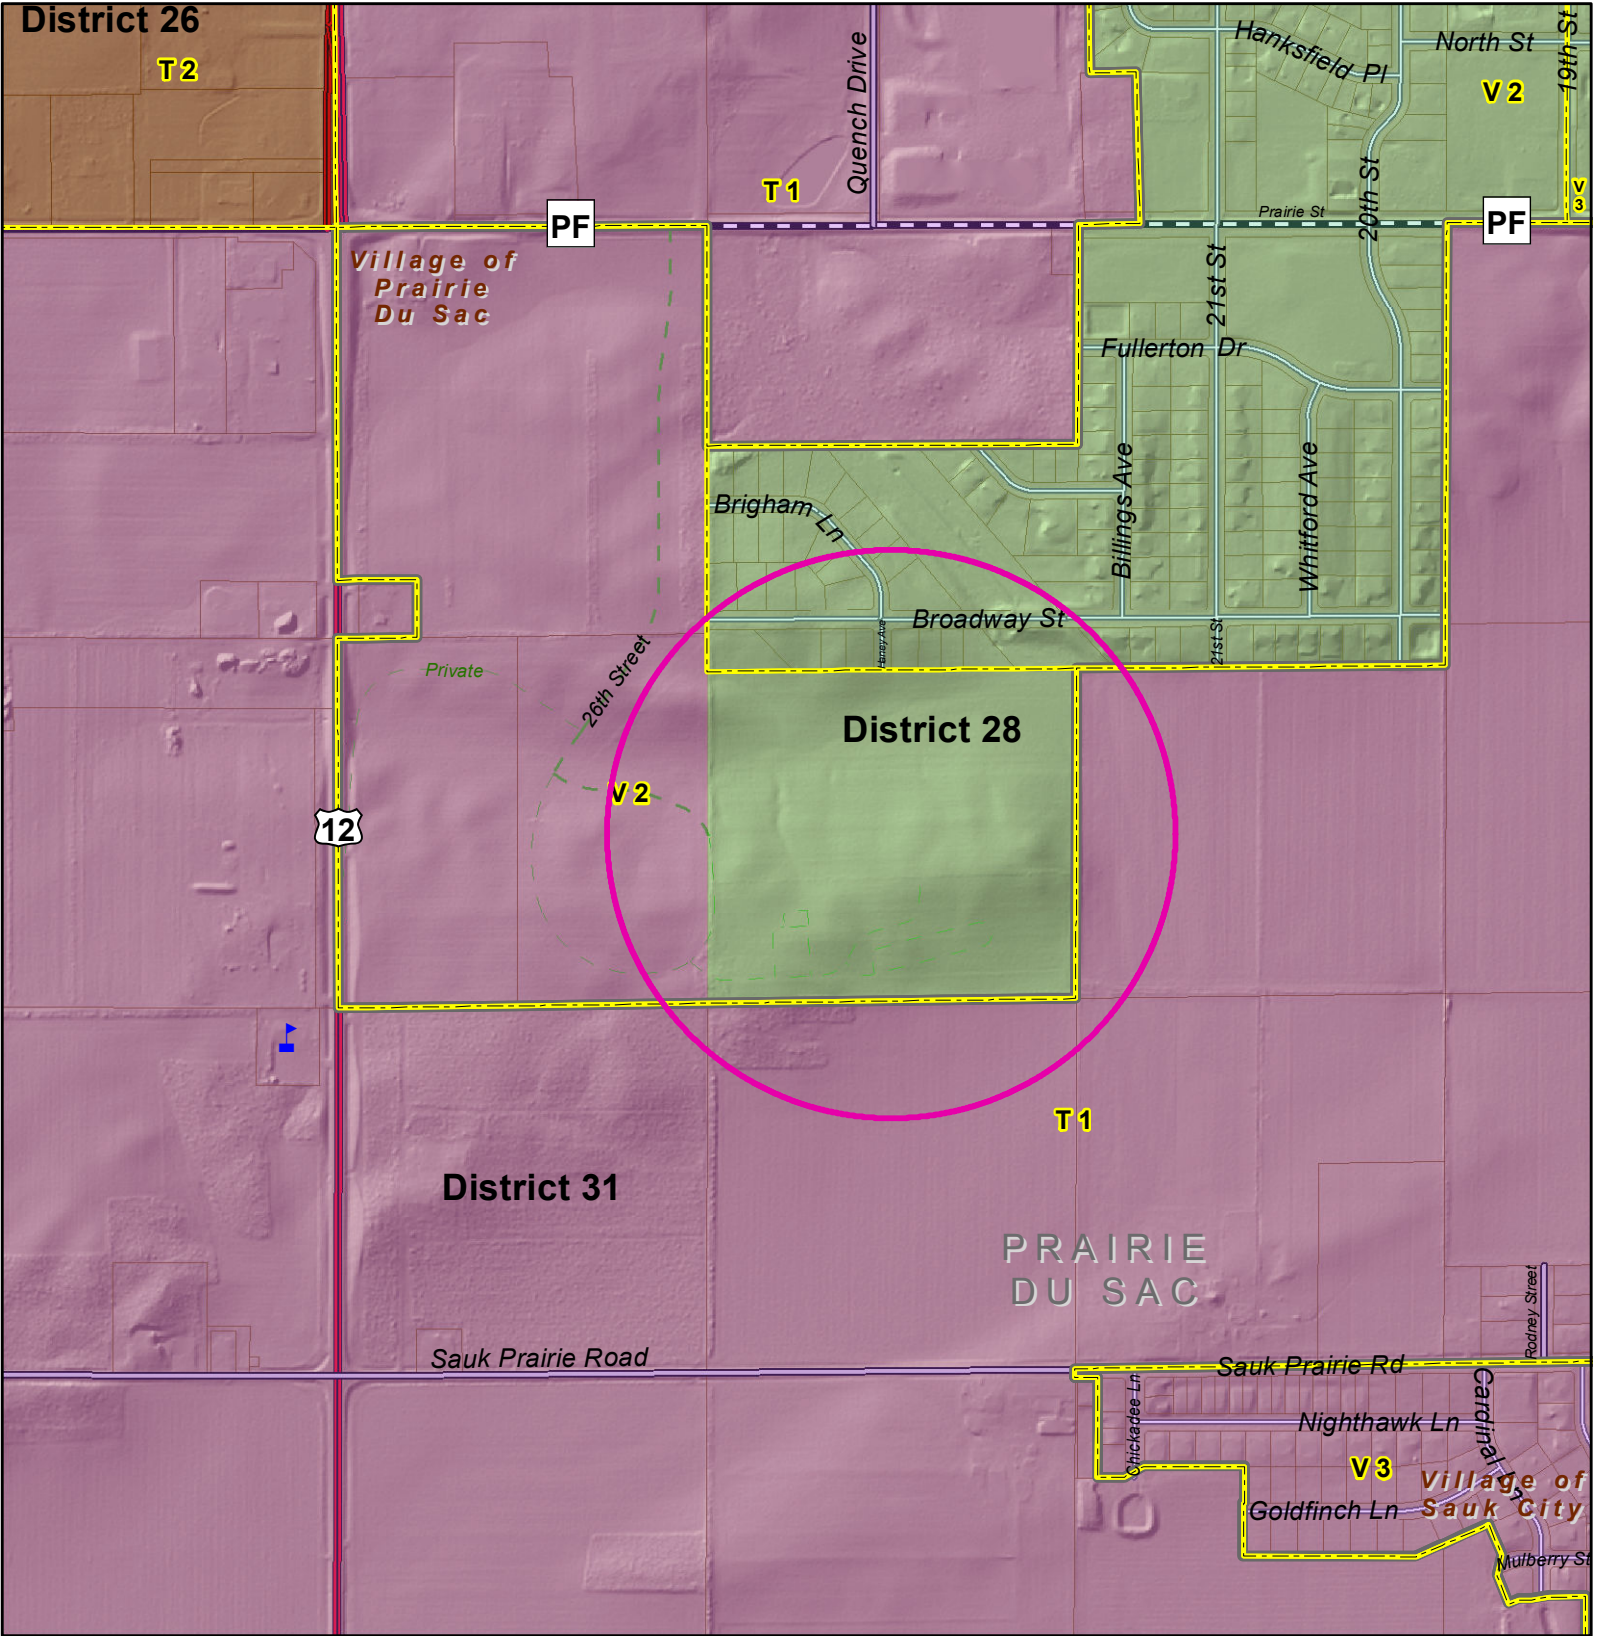 District 26
T 2
Quench Drive
Hanksfield Pl
North St
19th St
V 2
T 1
V
3
PF
Prairie St
20th St
PF
Village of
Prairie
Du Sac
21st St
Fullerton Dr
Billings Ave
Whitford Ave
Brigham Ln
Broadway St
Haney Ave
21st St
26th Street
Private
District 28
V 2
12
T 1
District 31
PRAIRIE
DU SAC
Rodney Street
Sauk Prairie Road
Sauk Prairie Rd
Chickadee Ln
Cardinal Ln
Nighthawk Ln
V 3
Village of
Sauk City
Goldfinch Ln
Mulberry St